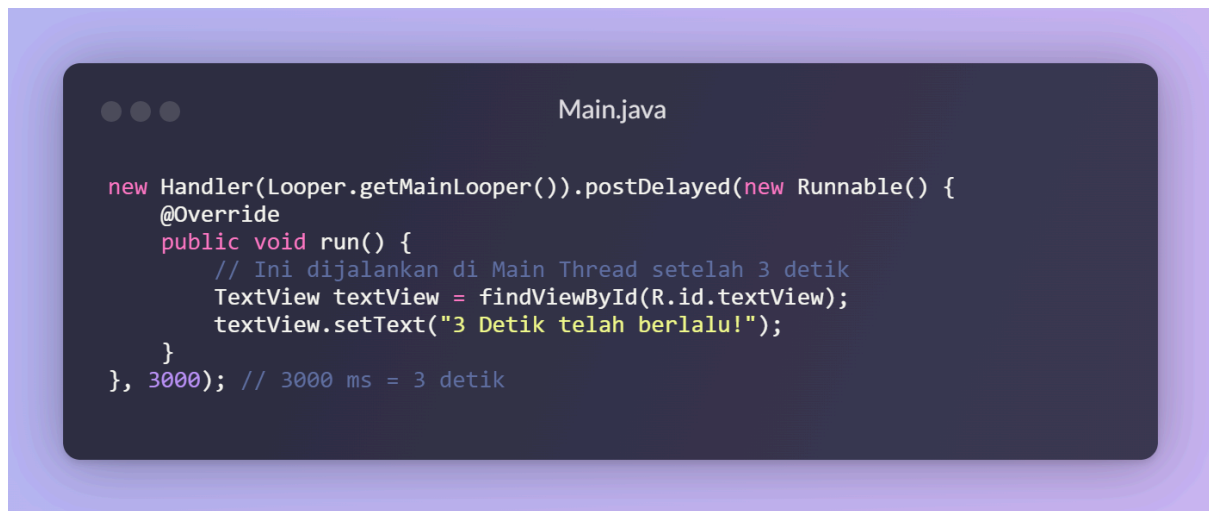 Main.java
new Handler(Looper.getMainLooper()).postDelayed(new Runnable() {
    @Override
    public void run() {
        // Ini dijalankan di Main Thread setelah 3 detik
        TextView textView = findViewById(R.id.textView);
        textView.setText("3 Detik telah berlalu!");
    }
}, 3000); // 3000 ms = 3 detik